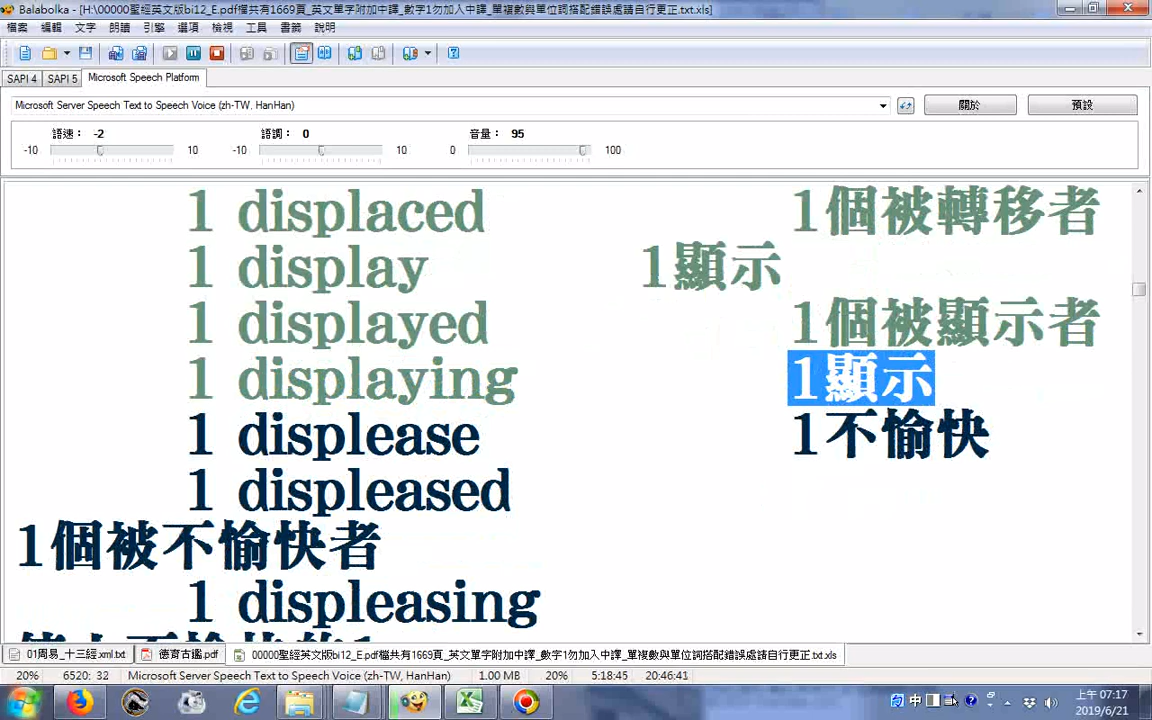 Balabolka - [H:\00000聖經英文版bi12_E.pdf檔共有1669頁_英文單字附加中譯_數字1勿加入中譯_單複數與單位詞搭配錯誤處請自行更正.txt.xls]
檔案 編輯 文字 朗讀 引擎 選項 檢視 工具 書籤 說明
SAPI 4 SAPI 5 Microsoft Speech Platform
Microsoft Server Speech Text to Speech Voice (zh-TW, HanHan) 關於 預設
語速： -2 語調： 0 音量： 95
-10 10 -10 10 0 100
1 displaced 1個被轉移者
1 display 1顯示
1 displayed 1個被顯示者
1 displaying 1顯示
1 displease 1不愉快
1 displeased
1個被不愉快者
1 displeasing
01周易_十三經.xml.txt 德育古鑑.pdf 00000聖經英文版bi12_E.pdf檔共有1669頁_英文單字附加中譯_數字1勿加入中譯_單複數與單位詞搭配錯誤處請自行更正.txt.xls
20% 6520: 32 Microsoft Server Speech Text to Speech Voice (zh-TW, HanHan) 1.00 MB 20% 5:18:45 20:46:41
中 上午 07:17
2019/6/21